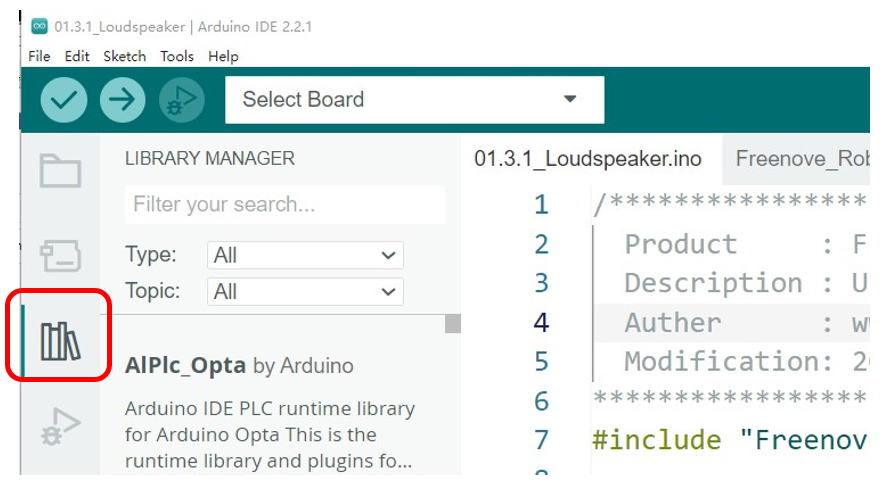 01.3.1_Loudspeaker | Arduino IDE 2.2.1
File Edit Sketch Tools Help
Select Board
LIBRARY MANAGER
Filter your search...
Type: All
Topic: All
AlPlc_Opta by Arduino
Arduino IDE PLC runtime library
for Arduino Opta This is the
runtime library and plugins fo...
01.3.1_Loudspeaker.ino Freenove_Rob
1 /****************
2 Product : F
3 Description : U
4 Auther : w
5 Modification: 2
6 *****************
7 #include "Freenov